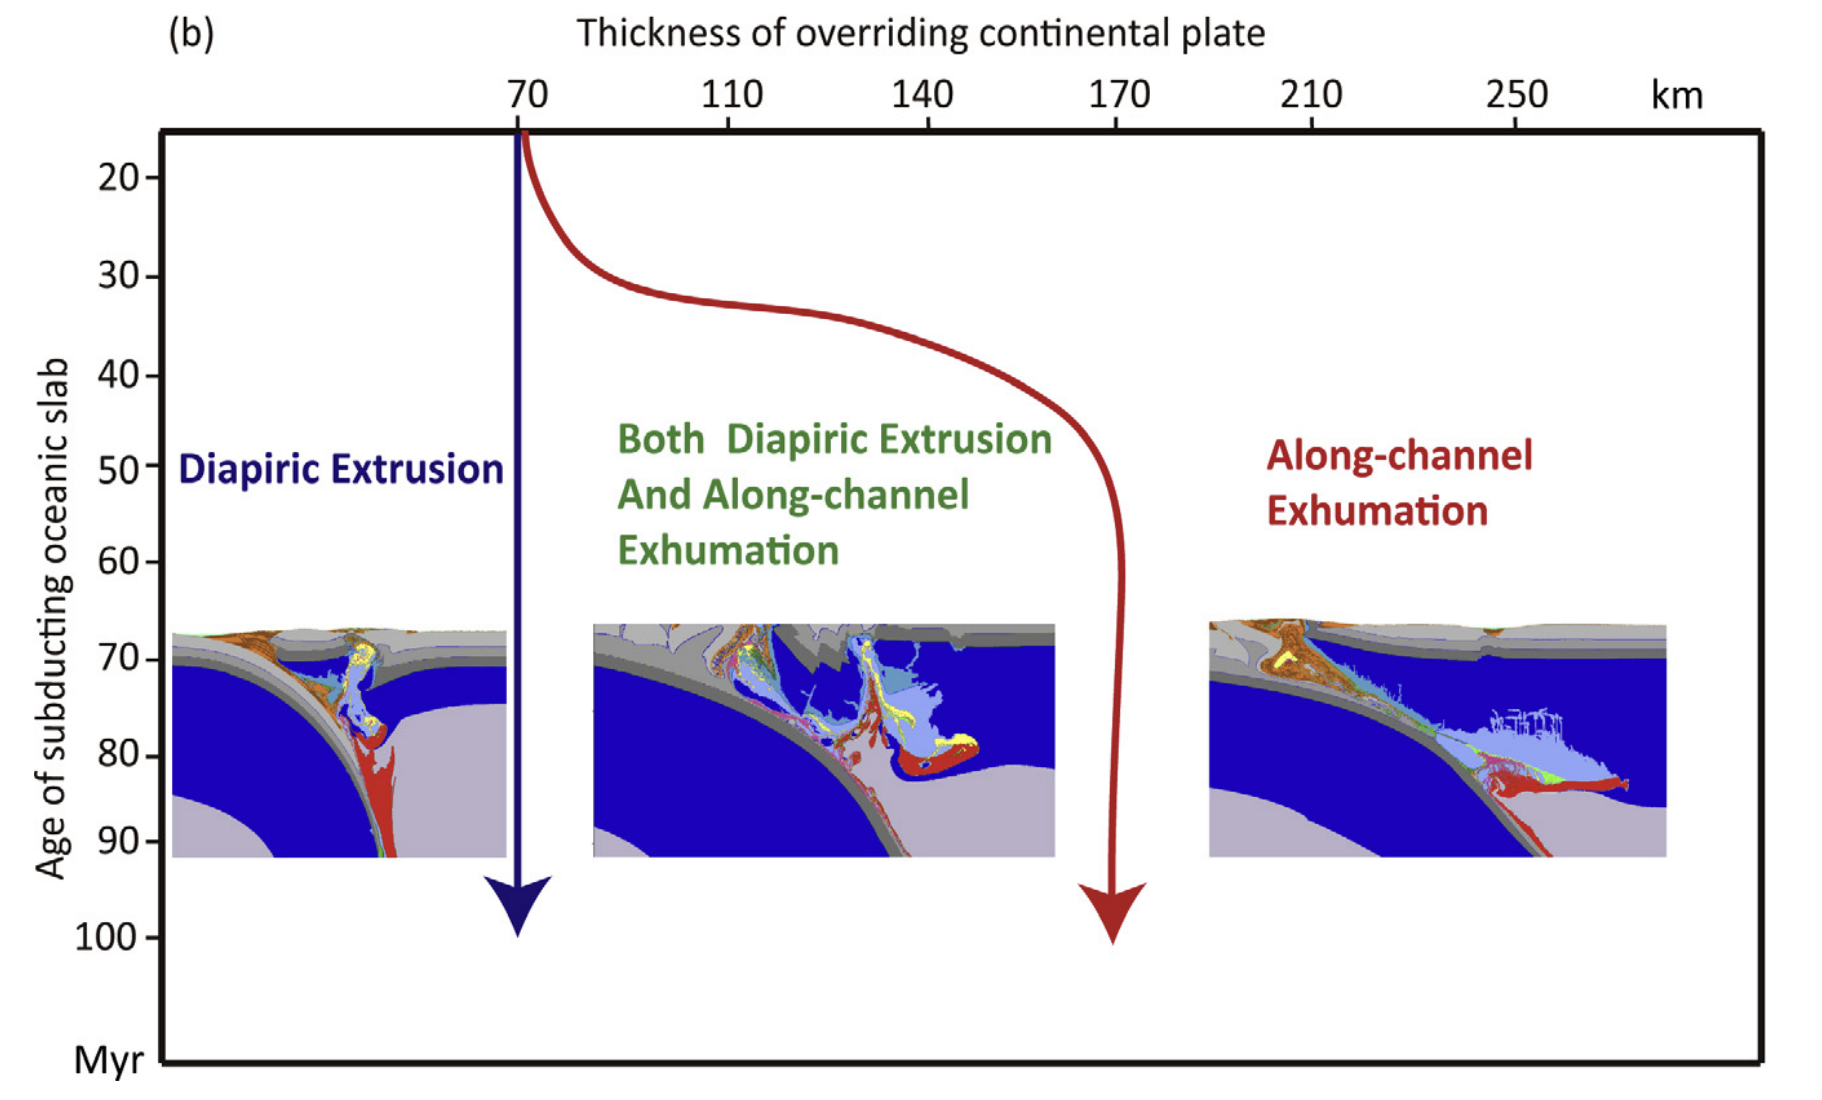 (b)
Thickness of overriding continental plate
70 110 140 170 210 250 km
Age of subducting oceanic slab
20
30
40
50
60
70
80
90
100
Myr
Diapiric Extrusion
Both Diapiric Extrusion
And Along-channel
Exhumation
Along-channel
Exhumation